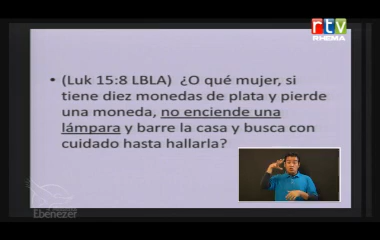 rtv
RHEMA
• (Luk 15:8 LBLA)  ¿O qué mujer, si
tiene diez monedas de plata y pierde
una moneda, no enciende una
lámpara y barre la casa y busca con
cuidado hasta hallarla?
Ebenezer